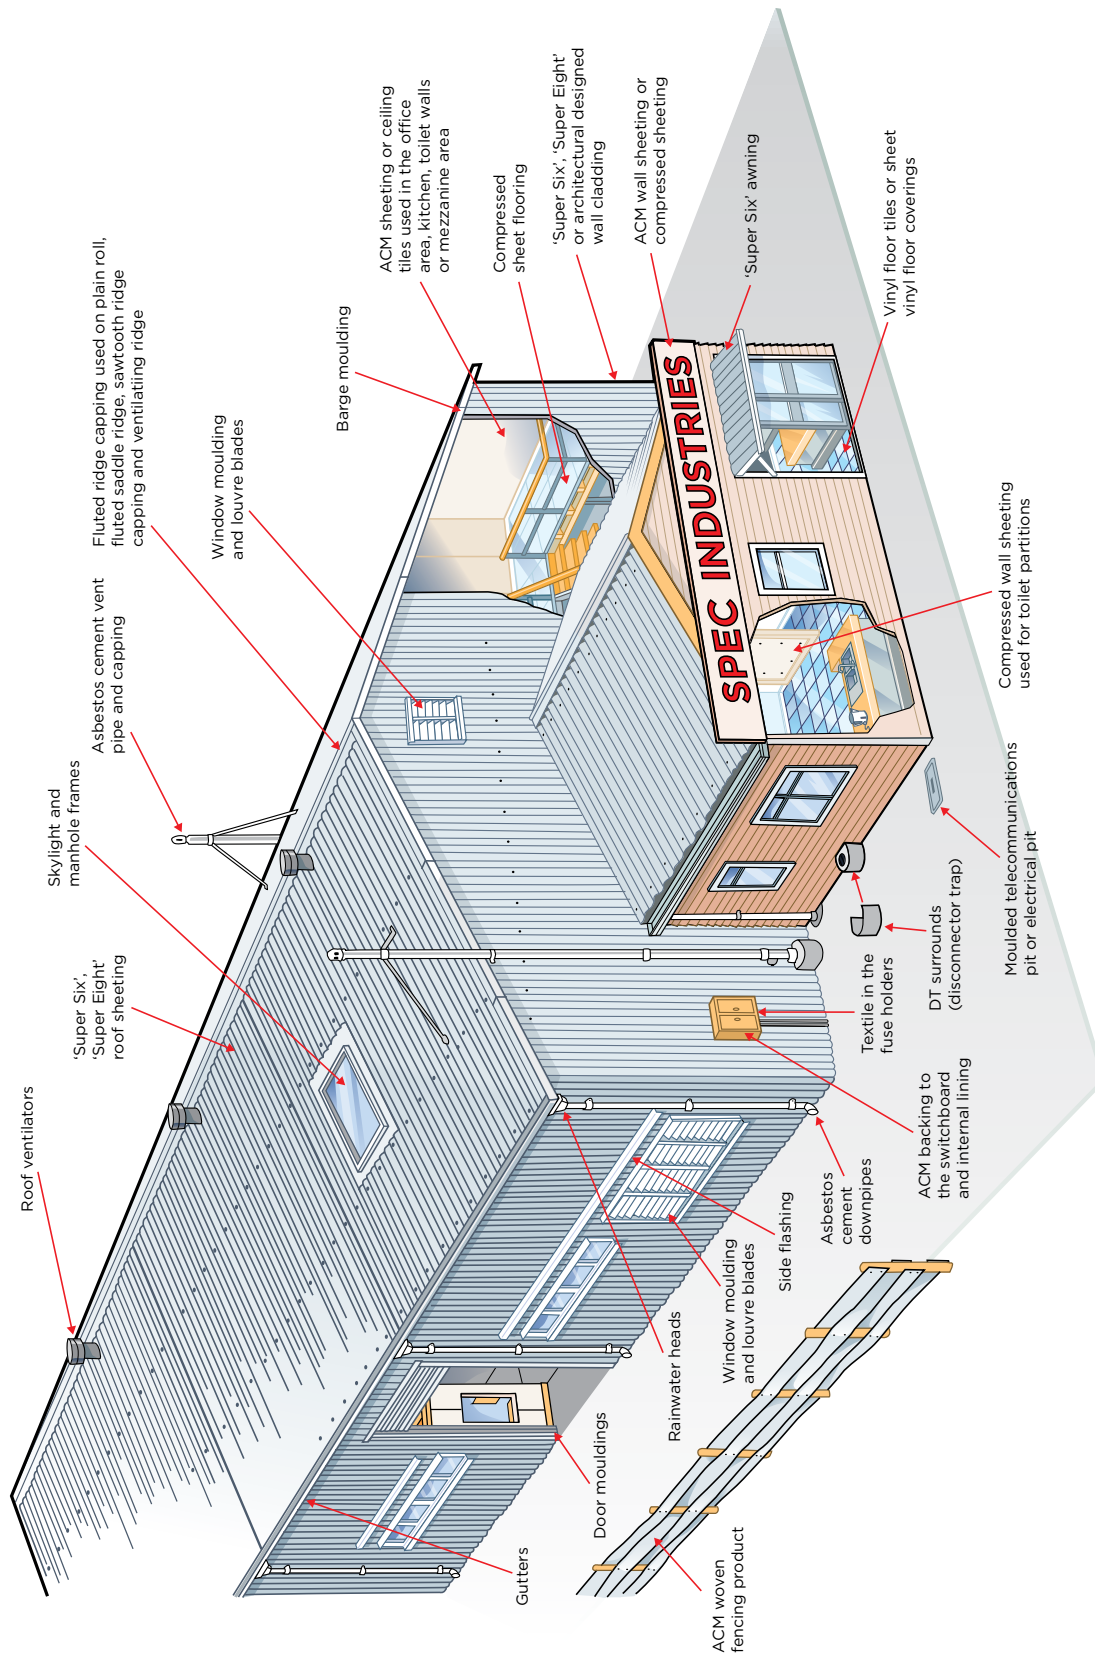 Roof ventilators
'Super Six',
'Super Eight'
roof sheeting
Skylight and
manhole frames
Asbestos cement vent
pipe and capping
Fluted ridge capping used on plain roll,
fluted saddle ridge, sawtooth ridge
capping and ventilating ridge
Window moulding
and louvre blades
Barge moulding
ACM sheeting or ceiling
tiles used in the office
area, kitchen, toilet walls
or mezzanine area
Compressed
sheet flooring
'Super Six', 'Super Eight'
or architectural designed
wall cladding
ACM wall sheeting or
compressed sheeting
'Super Six' awning
Vinyl floor tiles or sheet
vinyl floor coverings
SPEC INDUSTRIES
Compressed wall sheeting
used for toilet partitions
Moulded telecommunications
pit or electrical pit
DT surrounds
(disconnector trap)
Textile in the
fuse holders
ACM backing to
the switchboard
and internal lining
Asbestos
cement
downpipes
Side flashing
Window moulding
and louvre blades
Rainwater heads
Door mouldings
Gutters
ACM woven
fencing product